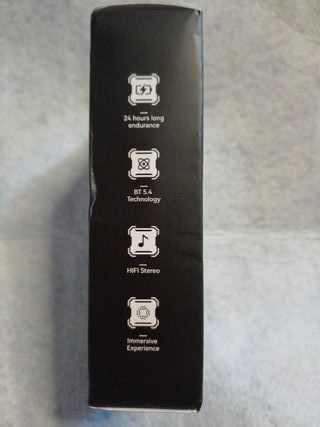 24 hours long
endurance
BT 5.4
Technology
HIFI Stereo
Immersive
Experience